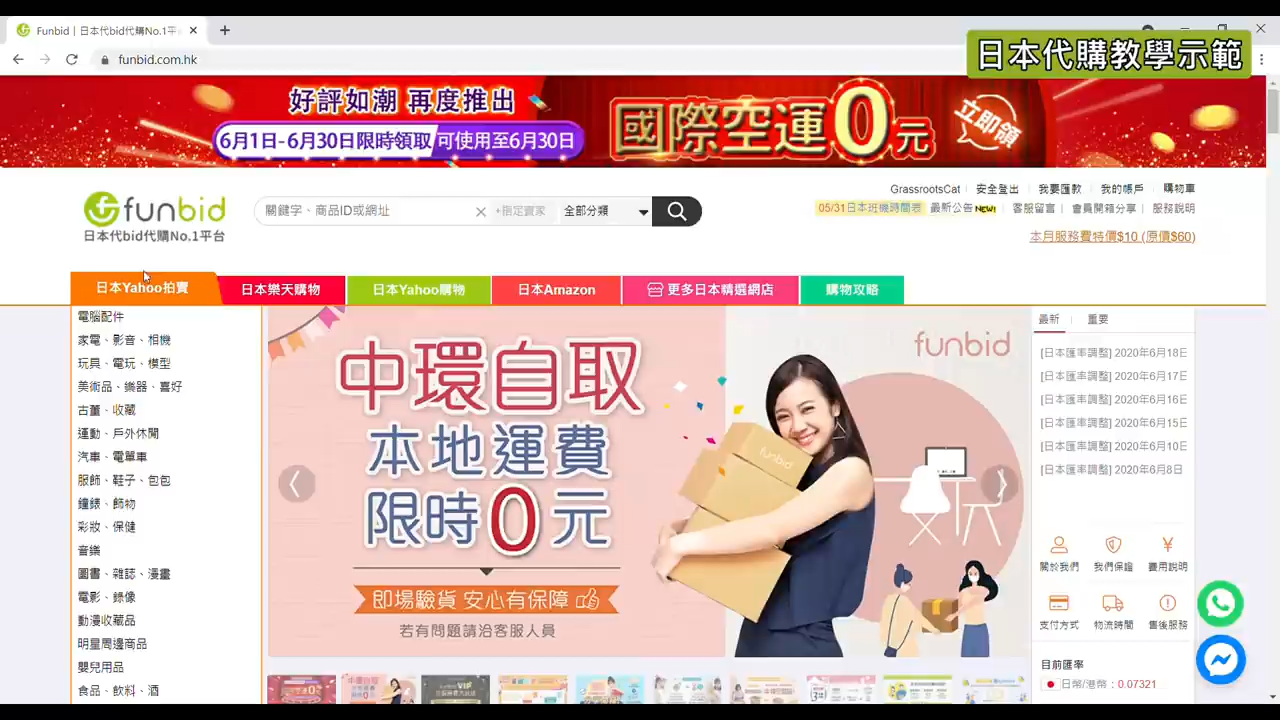 Funbid | 日本代bid代購No.1平
日本代購教學示範
funbid.com.hk
好評如潮 再度推出
6月1日-6月30日限時領取 可使用至6月30日
國際空運0元
立即領
funbid
日本代bid代購No.1平台
關鍵字、商品ID或網址
+指定賣家
全部分類
GrassrootsCat | 安全登出 | 我要匯款 | 我的帳戶 | 購物車
05/31日本班機時間表 最新公告NEW! | 客服留言 | 會員開箱分享 | 服務說明
本月服務費特價$10 (原價$60)
日本Yahoo拍賣
日本樂天購物
日本Yahoo購物
日本Amazon
更多日本精選網店
購物攻略
電腦配件
家電、影音、相機
玩具、電玩、模型
美術品、樂器、喜好
古董、收藏
運動、戶外休閒
汽車、電單車
服飾、鞋子、包包
鐘錶、飾物
彩妝、保健
音樂
圖書、雜誌、漫畫
電影、錄像
動漫收藏品
明星周邊商品
嬰兒用品
食品、飲料、酒
中環自取
本地運費
限時0元
即場驗貨 安心有保障
若有問題請洽客服人員
funbid
funbid
最新 | 重要
[日本匯率調整] 2020年6月18日
[日本匯率調整] 2020年6月17日
[日本匯率調整] 2020年6月16日
[日本匯率調整] 2020年6月15日
[日本匯率調整] 2020年6月10日
[日本匯率調整] 2020年6月8日
關於我們 我們保證 費用說明
支付方式 物流時間 售後服務
目前匯率
日幣/港幣：0.07321